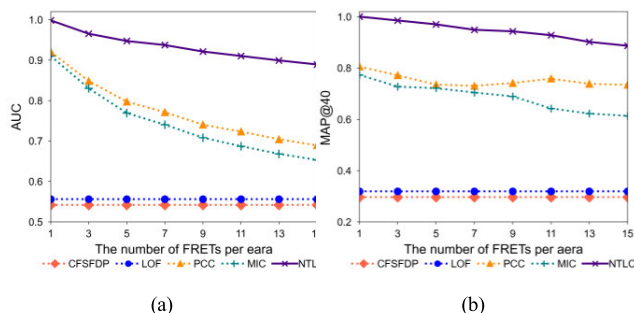 1.0
0.9
0.8
0.7
0.6
0.5
AUC
1 3 5 7 9 11 13 1
The number of FRETs per eara
CFSFDP LOF PCC MIC NTLC
(a)
1.0
0.8
0.6
0.4
0.2
MAP@40
1 3 5 7 9 11 13 15
The number of FRETs per aera
CFSFDP LOF PCC MIC NTLC
(b)